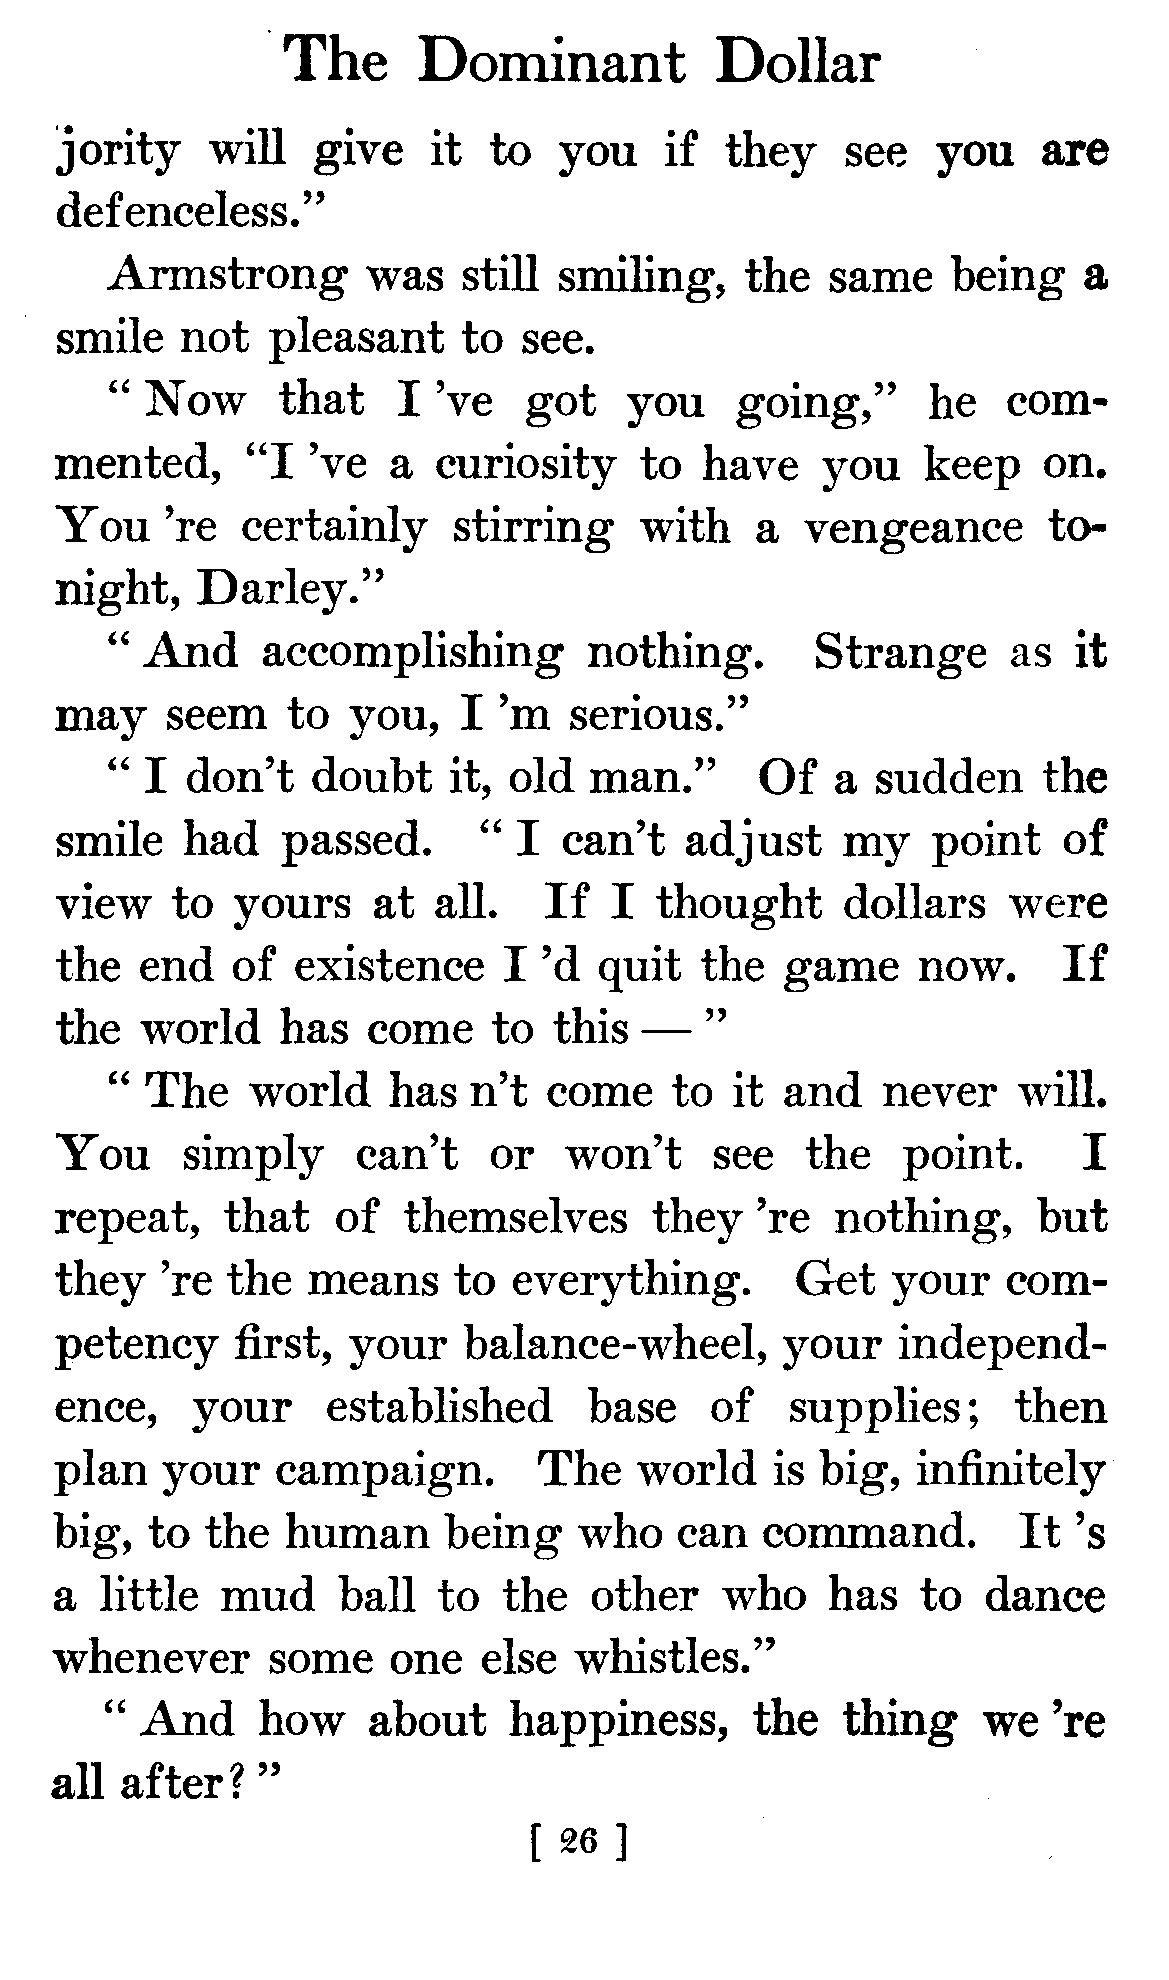 The Dominant Dollar
jority will give it to you if they see you are
defenceless."
Armstrong was still smiling, the same being a
smile not pleasant to see.
" Now that I 've got you going," he com-
mented, "I 've a curiosity to have you keep on.
You 're certainly stirring with a vengeance to-
night, Darley."
" And accomplishing nothing. Strange as it
may seem to you, I 'm serious."
" I don't doubt it, old man." Of a sudden the
smile had passed. " I can't adjust my point of
view to yours at all. If I thought dollars were
the end of existence I 'd quit the game now. If
the world has come to this — "
" The world has n't come to it and never will.
You simply can't or won't see the point. I
repeat, that of themselves they 're nothing, but
they 're the means to everything. Get your com-
petency first, your balance-wheel, your independ-
ence, your established base of supplies; then
plan your campaign. The world is big, infinitely
big, to the human being who can command. It 's
a little mud ball to the other who has to dance
whenever some one else whistles."
" And how about happiness, the thing we 're
all after? "
[ 26 ]